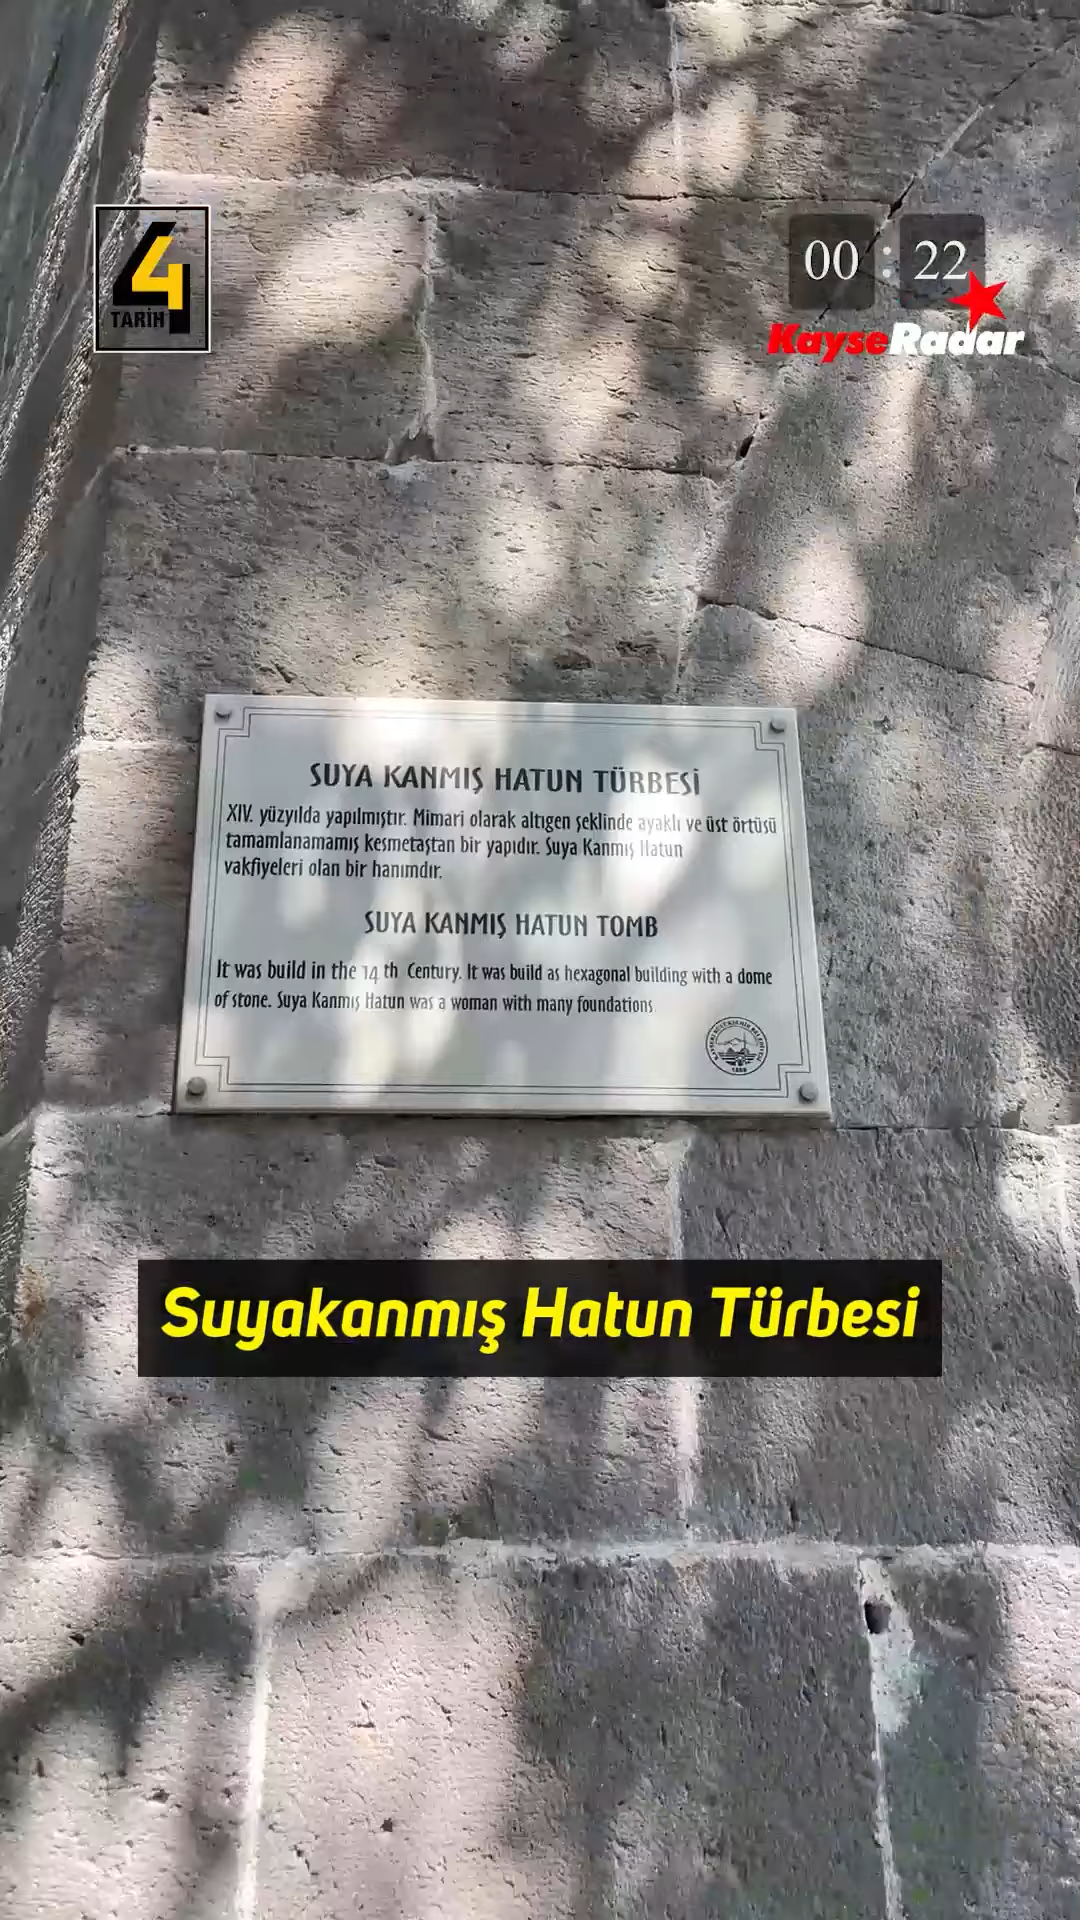 4
TARİH
00 : 22
KayseRadar
SUYA KANMIŞ HATUN TÜRBESİ
XIV. yüzyılda yapılmıştır. Mimari olarak altıgen şeklinde ayaklı ve üst örtüsü
tamamlanamamış kesmetaştan bir yapıdır. Suya Kanmış Hatun
vakfiyeleri olan bir hanımdır.
SUYA KANMIŞ HATUN TOMB
It was build in the 14 th Century. It was build as hexagonal building with a dome
of stone. Suya Kanmış Hatun was a woman with many foundations
Suyakanmış Hatun Türbesi